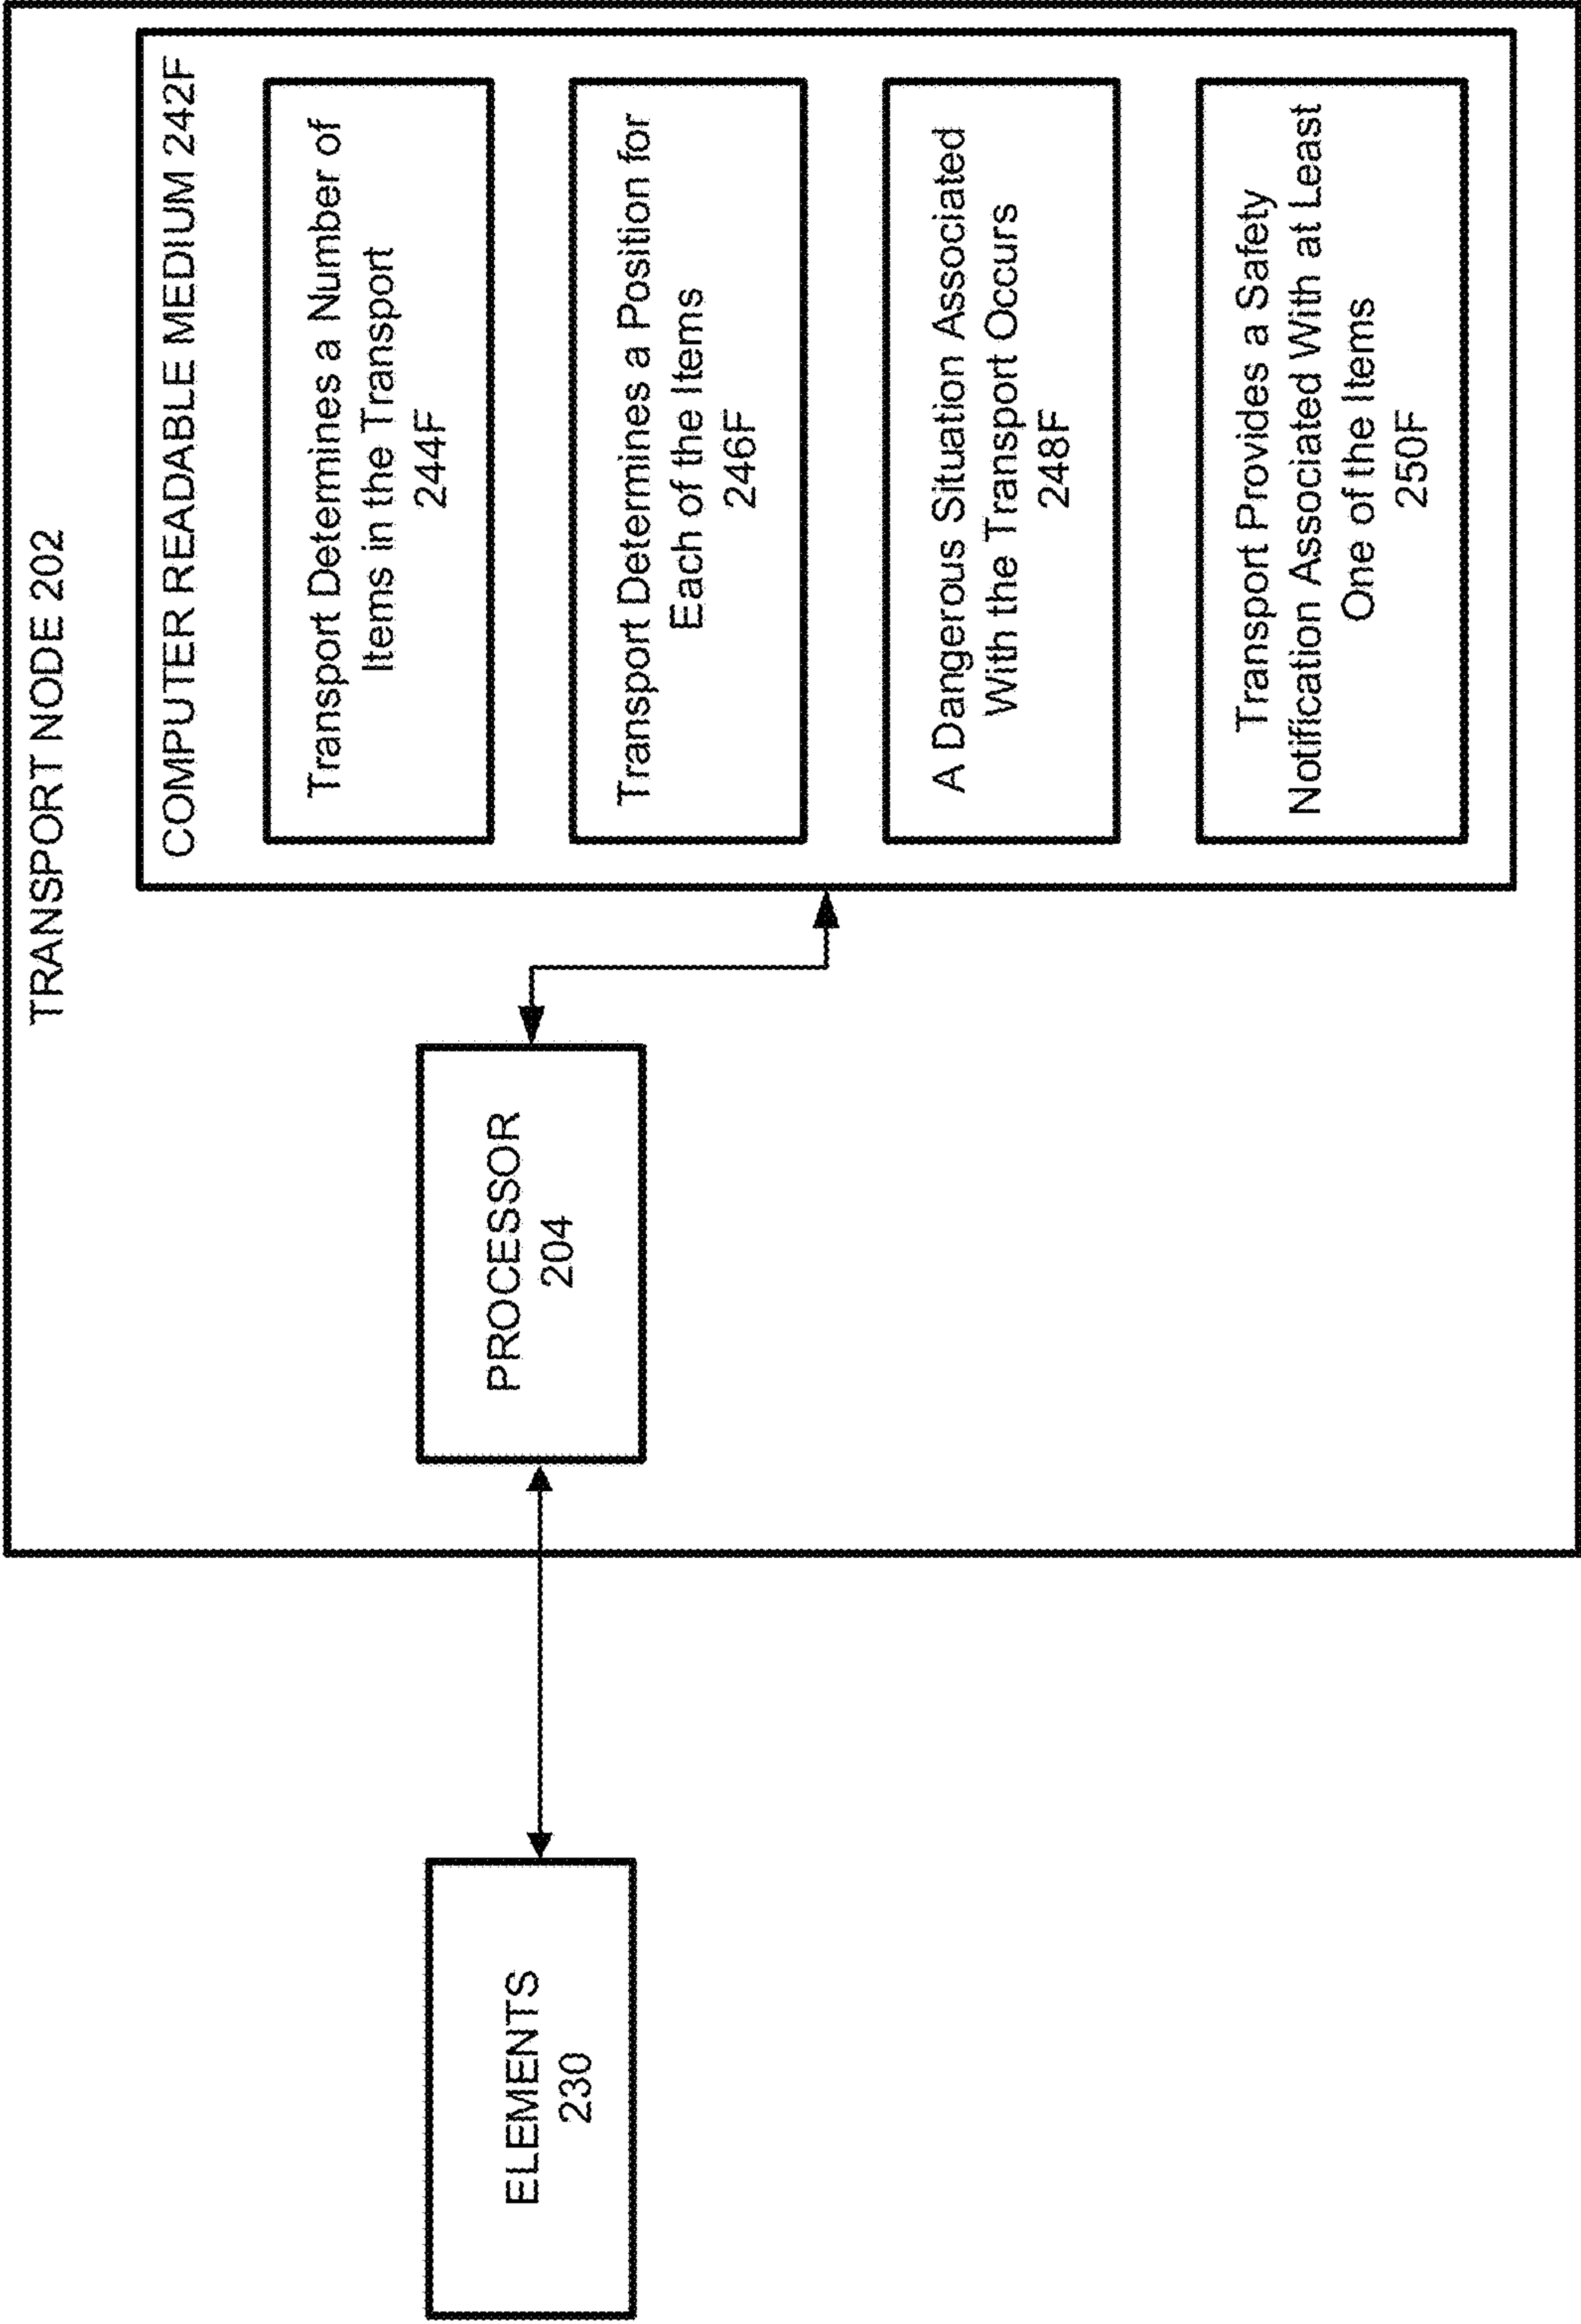 TRANSPORT NODE 202
COMPUTER READABLE MEDIUM 242F
Transport Determines a Number of
Items in the Transport
244F
Transport Determines a Position for
Each of the Items
246F
A Dangerous Situation Associated
With the Transport Occurs
248F
Transport Provides a Safety
Notification Associated With at Least
One of the Items
250F
PROCESSOR
204
ELEMENTS
230